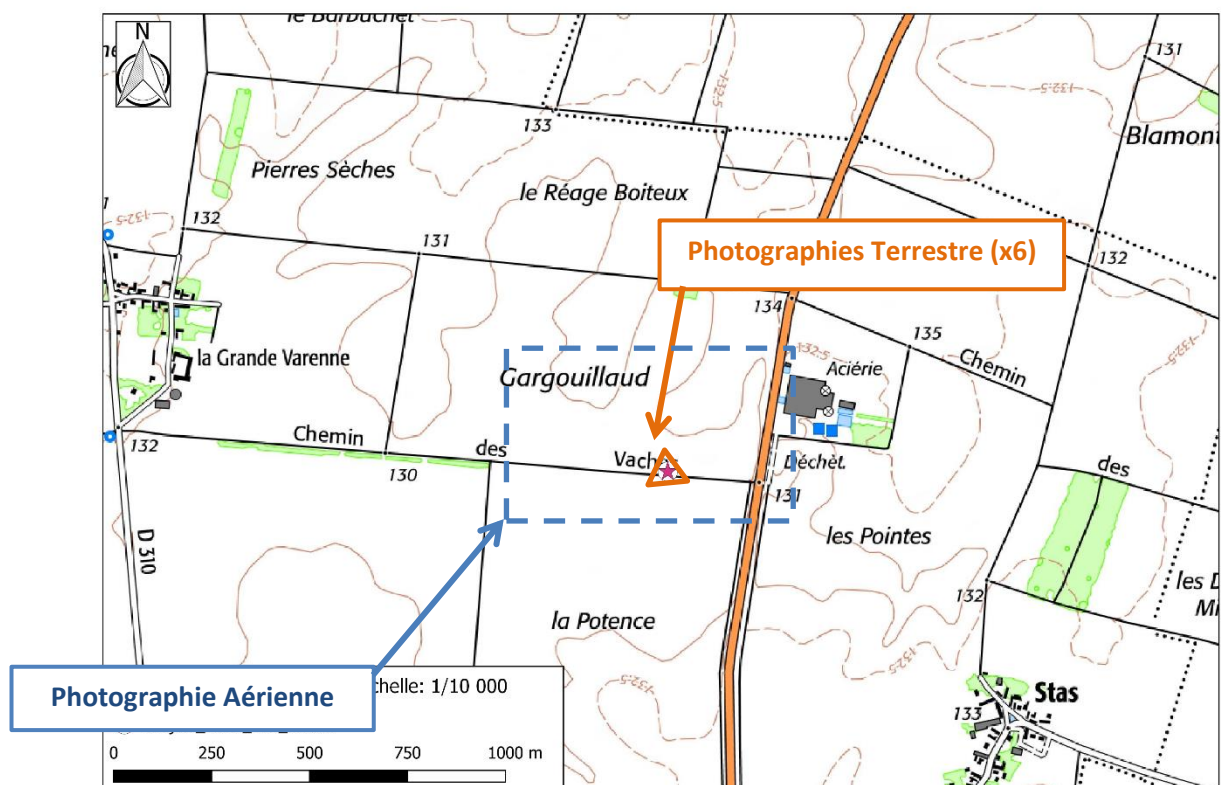 le Barbuchet
N
131
132.5
133
Blamont
Pierres Sèches
le Réage Boiteux
132
132.5
131
Photographies Terrestre (x6)
132
134
135
132.5
la Grande Varenne
Gargouillaud
Aciérie
Chemin
132
Chemin
des
Vaches
Déchèt.
des
130
131
D 310
les Pointes
132
les D
Mi
la Potence
Photographie Aérienne
chelle: 1/10 000
132.5
Stas
133
0 250 500 750 1000 m